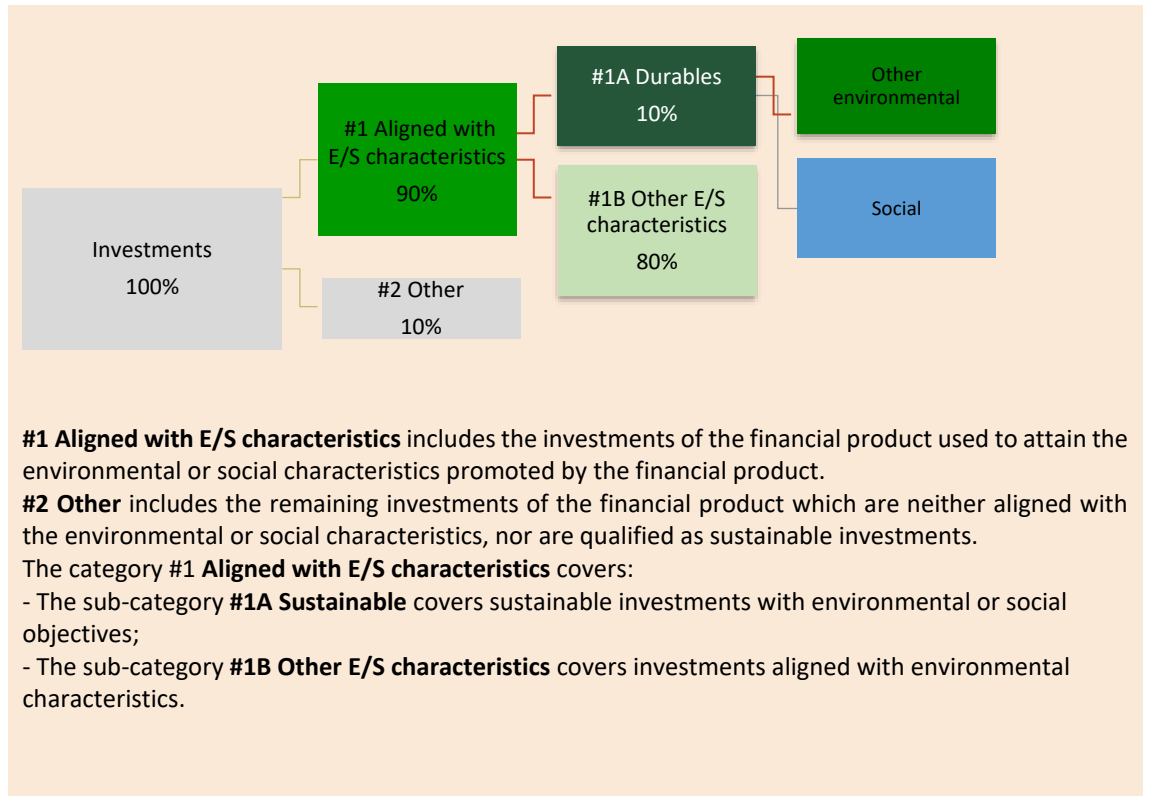 Investments
100%
#1 Aligned with
E/S characteristics
90%
#2 Other
10%
#1A Durables
10%
#1B Other E/S
characteristics
80%
Other
environmental
Social
#1 Aligned with E/S characteristics includes the investments of the financial product used to attain the
environmental or social characteristics promoted by the financial product.
#2 Other includes the remaining investments of the financial product which are neither aligned with
the environmental or social characteristics, nor are qualified as sustainable investments.
The category #1 Aligned with E/S characteristics covers:
- The sub-category #1A Sustainable covers sustainable investments with environmental or social
objectives;
- The sub-category #1B Other E/S characteristics covers investments aligned with environmental
characteristics.